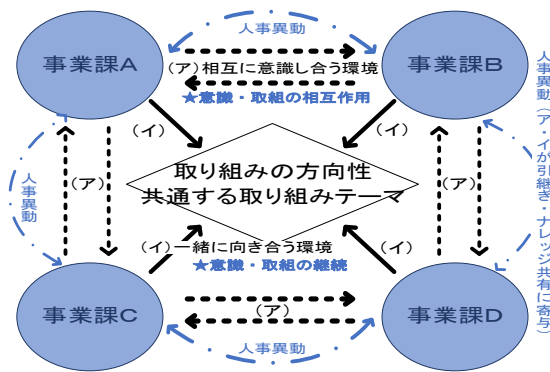 人事異動
事業課A
事業課B
(ア)相互に意識し合う環境
★意識・取組の相互作用
人事異動(ア・イが引継ぎ・ナレッジ共有に寄与)
(イ)
(イ)
人事異動
(ア)
(ア)
取り組みの方向性
共通する取り組みテーマ
(イ)一緒に向き合う環境
(イ)
★意識・取組の継続
事業課C
事業課D
(ア)
人事異動